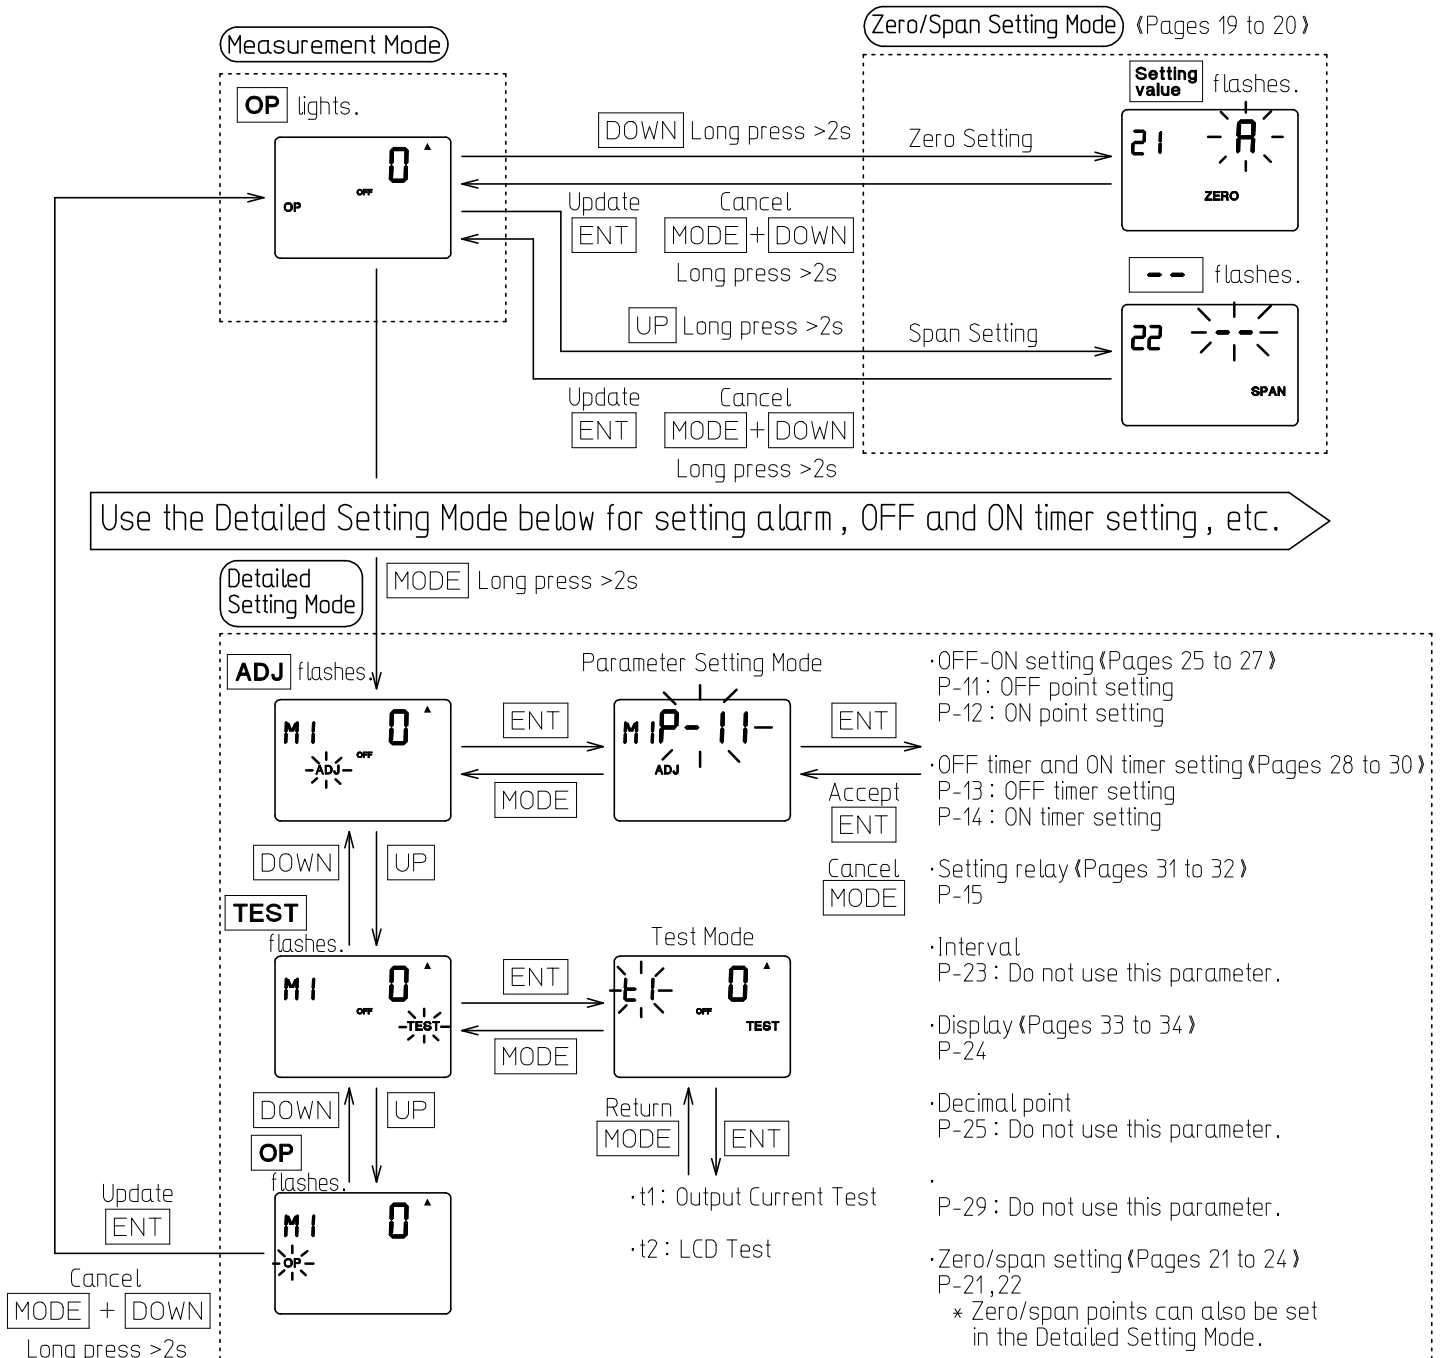 Zero/Span Setting Mode 《Pages 19 to 20》
Measurement Mode
OP lights.
0
OFF
OP
DOWN Long press >2s
Zero Setting
Setting value flashes.
21 A
ZERO
Update
ENT
Cancel
MODE + DOWN
Long press >2s
-- flashes.
UP Long press >2s
Span Setting
22 --
SPAN
Update
ENT
Cancel
MODE + DOWN
Long press >2s
Use the Detailed Setting Mode below for setting alarm, OFF and ON timer setting, etc.
Detailed
Setting Mode
MODE Long press >2s
ADJ flashes.
M1 0
OFF
ADJ
ENT
MODE
Parameter Setting Mode
M1 P-11
ADJ
ENT
Accept
ENT
Cancel
MODE
DOWN
UP
TEST
flashes.
M1 0
OFF
TEST
ENT
MODE
Test Mode
t1 0
OFF
TEST
Return
MODE
ENT
·t1: Output Current Test
·t2: LCD Test
DOWN
UP
OP
flashes.
M1 0
OP
Update
ENT
Cancel
MODE + DOWN
Long press >2s
·OFF-ON setting《Pages 25 to 27》
P-11: OFF point setting
P-12: ON point setting
·OFF timer and ON timer setting《Pages 28 to 30》
P-13: OFF timer setting
P-14: ON timer setting
·Setting relay《Pages 31 to 32》
P-15
·Interval
P-23: Do not use this parameter.
·Display《Pages 33 to 34》
P-24
·Decimal point
P-25: Do not use this parameter.
·
P-29: Do not use this parameter.
·Zero/span setting《Pages 21 to 24》
P-21,22
* Zero/span points can also be set
in the Detailed Setting Mode.